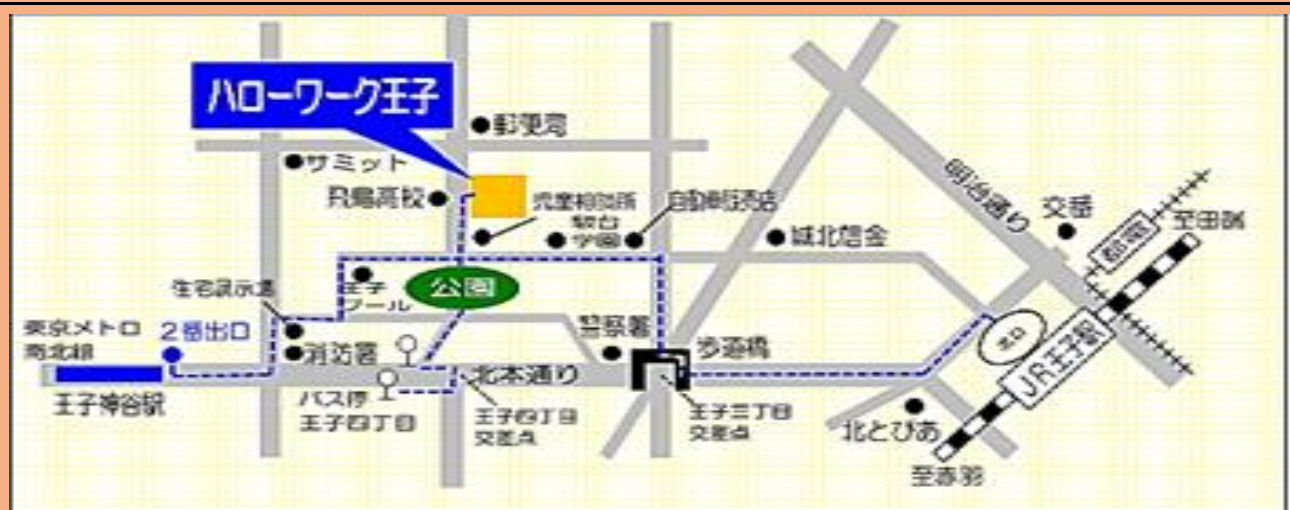 ハローワーク王子
●郵便局
●サミット
飛鳥高校●
児童相談所
駿台
学園
自動車販売店
●城北信金
明治通り
交番
都電
至田端
住宅展示場
王子
プール
公園
東京メトロ
南北線
2番出口
●消防署
警察署
歩道橋
北口
JR王子駅
王子神谷駅
バス停
王子四丁目
北本通り
王子四丁目
交差点
王子三丁目
交差点
北とぴあ
至赤羽